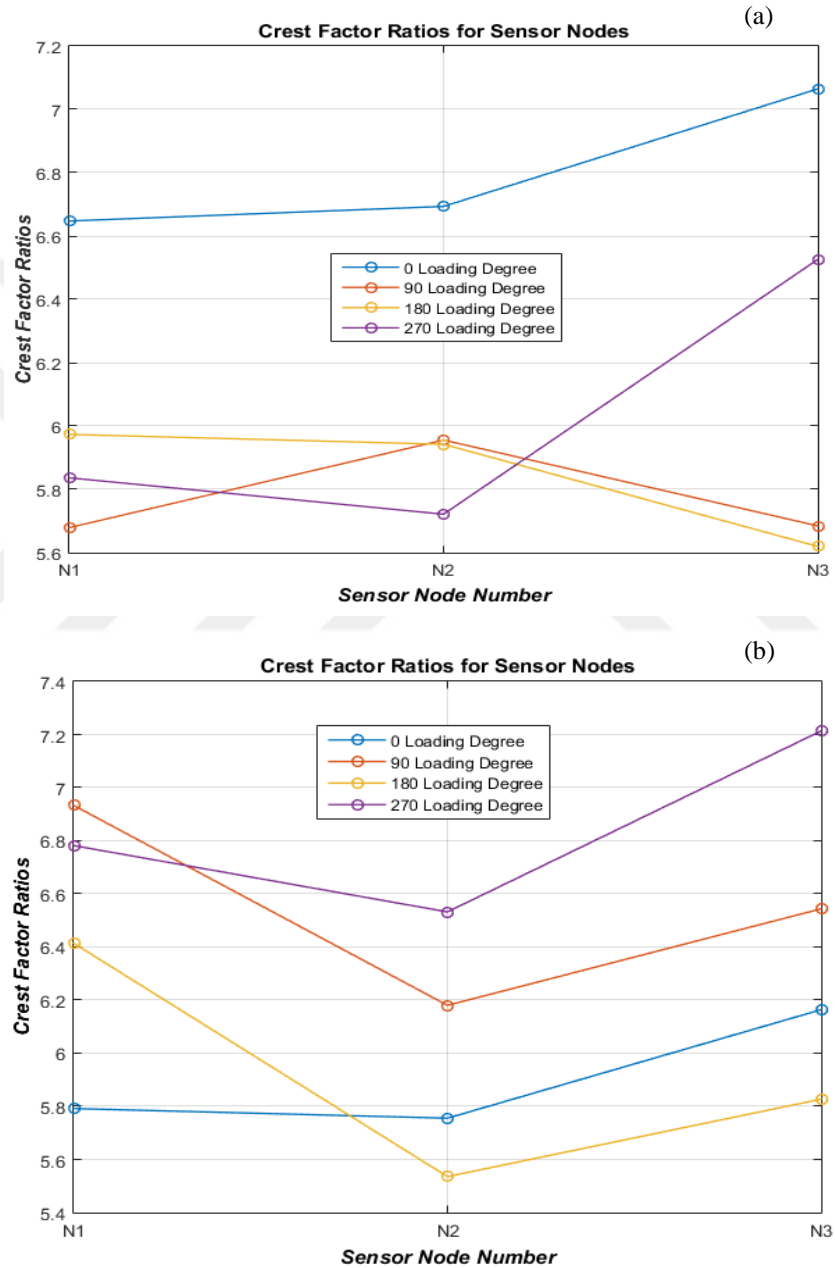 (a)
Crest Factor Ratios for Sensor Nodes
7.2
7
6.8
6.6
6.4
6.2
6
5.8
5.6
Crest Factor Ratios
0 Loading Degree
90 Loading Degree
180 Loading Degree
270 Loading Degree
N1 N2 N3
Sensor Node Number
(b)
Crest Factor Ratios for Sensor Nodes
7.4
7.2
7
6.8
6.6
6.4
6.2
6
5.8
5.6
5.4
Crest Factor Ratios
0 Loading Degree
90 Loading Degree
180 Loading Degree
270 Loading Degree
N1 N2 N3
Sensor Node Number